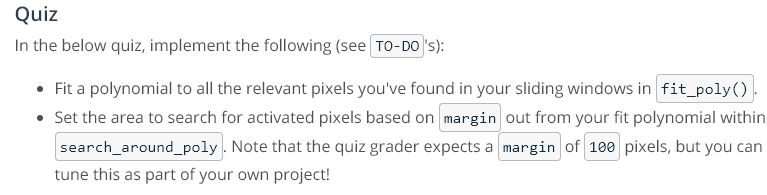 Quiz
In the below quiz, implement the following (see TO-DO 's):
• Fit a polynomial to all the relevant pixels you've found in your sliding windows in fit_poly() .
• Set the area to search for activated pixels based on margin out from your fit polynomial within
search_around_poly . Note that the quiz grader expects a margin of 100 pixels, but you can
tune this as part of your own project!